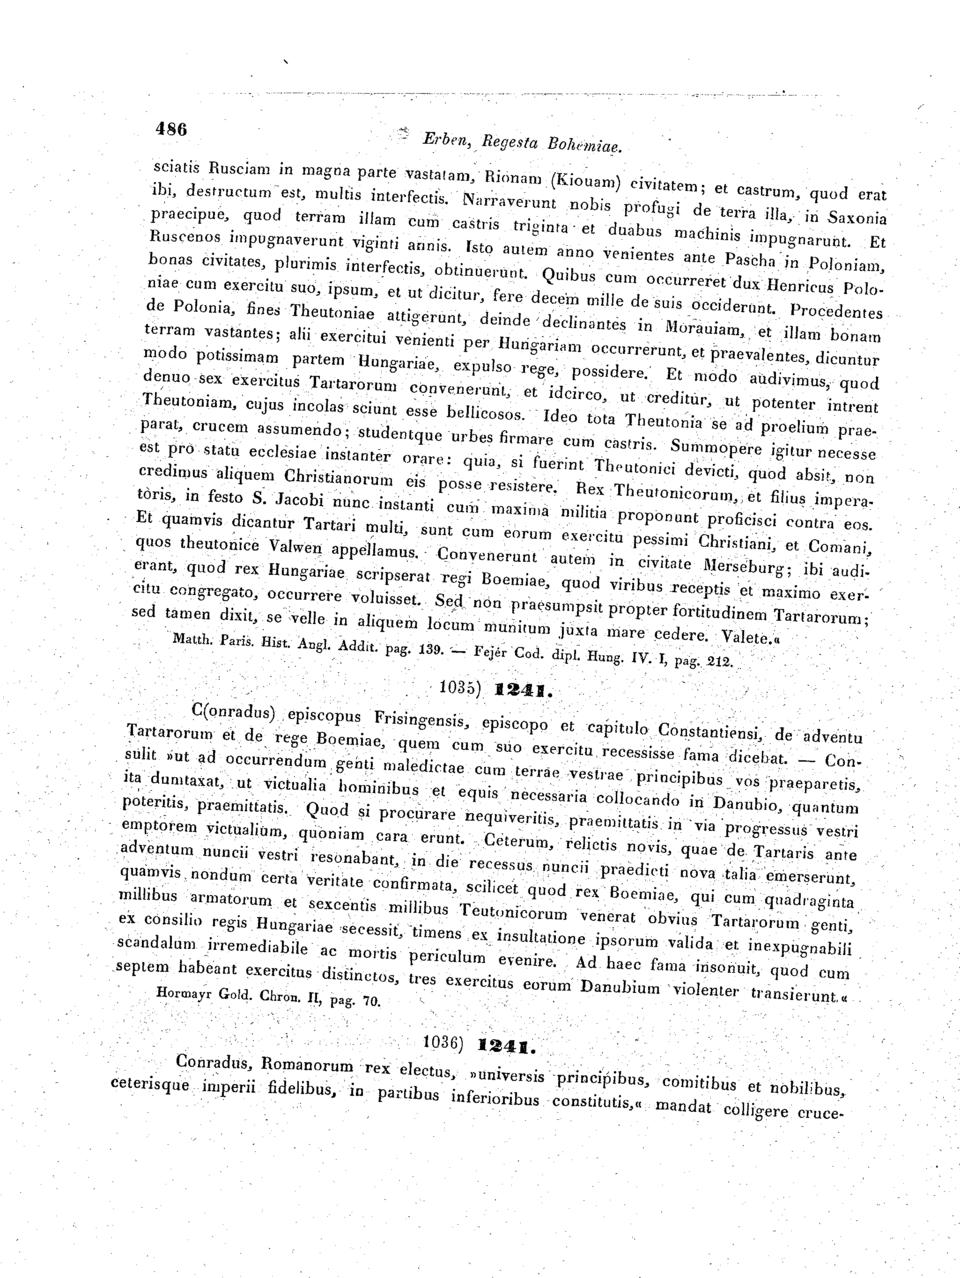 486
Erben, Regesta Bohemiae.
sciatis Rusciam in magna parte vastatam, Rionam (Kiouam) civitatem; et castrum, quod erat
ibi, destructum est, multis interfectis. Narraverunt nobis profugi de terra illa, in Saxonia
praecipue, quod terram illam cum castris triginta et duabus machinis impugnarunt. Et
Ruscenos impugnaverunt viginti annis. Isto autem anno venientes ante Pascha in Poloniam,
bonas civitates, plurimis interfectis, obtinuerunt. Quibus cum occurreret dux Henricus Polo-
niae cum exercitu suo, ipsum, et ut dicitur, fere decem mille de suis occiderunt. Procedentes
de Polonia, fines Theutoniae attigerunt, deinde declinantes in Morauiam, et illam bonam
terram vastantes; alii exercitui venienti per Hungariam occurrerunt, et praevalentes, dicuntur
modo potissimam partem Hungariae, expulso rege, possidere. Et modo audivimus, quod
denuo sex exercitus Tartarorum convenerunt, et idcirco, ut creditur, ut potenter intrent
Theutoniam, cujus incolas sciunt esse bellicosos. Ideo tota Theutonia se ad proelium prae-
parat, crucem assumendo; studentque urbes firmare cum castris. Summopere igitur necesse
est pro statu ecclesiae instanter orare: quia, si fuerint Theutonici devicti, quod absit, non
credimus aliquem Christianorum eis posse resistere. Rex Theutonicorum, et filius impera-
toris, in festo S. Jacobi nunc instanti cum maxima militia proponunt proficisci contra eos.
Et quamvis dicantur Tartari multi, sunt cum eorum exercitu pessimi Christiani, et Comani,
quos theutonice Valwen appellamus. Convenerunt autem in civitate Merseburg; ibi audi-
erant, quod rex Hungariae scripserat regi Boemiae, quod viribus receptis et maximo exer-
citu congregato, occurrere voluisset. Sed non praesumpsit propter fortitudinem Tartarorum;
sed tamen dixit, se velle in aliquem locum munitum juxta mare cedere. Valete.«
Matth. Paris. Hist. Angl. Addit. pag. 139. — Fejér Cod. dipl. Hung. IV. I, pag. 212.
1035) 1241.
C(onradus) episcopus Frisingensis, episcopo et capitulo Constantiensi, de adventu
Tartarorum et de rege Boemiae, quem cum suo exercitu recessisse fama dicebat. — Con-
sulit »ut ad occurrendum genti maledictae cum terrae vestrae principibus vos praeparetis,
ita dumtaxat, ut victualia hominibus et equis necessaria collocando in Danubio, quantum
poteritis, praemittatis. Quod si procurare nequiveritis, praemittatis in via progressus vestri
emptorem victualium, quoniam cara erunt. Ceterum, relictis novis, quae de Tartaris ante
adventum nuncii vestri resonabant, in die recessus nuncii praedicti nova talia emerserunt,
quamvis nondum certa veritate confirmata, scilicet quod rex Boemiae, qui cum quadraginta
millibus armatorum et sexcentis millibus Teutonicorum venerat obvius Tartarorum genti,
ex consilio regis Hungariae secessit, timens ex insultatione ipsorum valida et inexpugnabili
scandalum irremediabile ac mortis periculum evenire. Ad haec fama insonuit, quod cum
septem habeant exercitus distinctos, tres exercitus eorum Danubium violenter transierunt.«
Hormayr Gold. Chron. II, pag. 70.
1036) 1241.
Conradus, Romanorum rex electus, »universis principibus, comitibus et nobilibus,
ceterisque imperii fidelibus, in partibus inferioribus constitutis,« mandat colligere cruce-